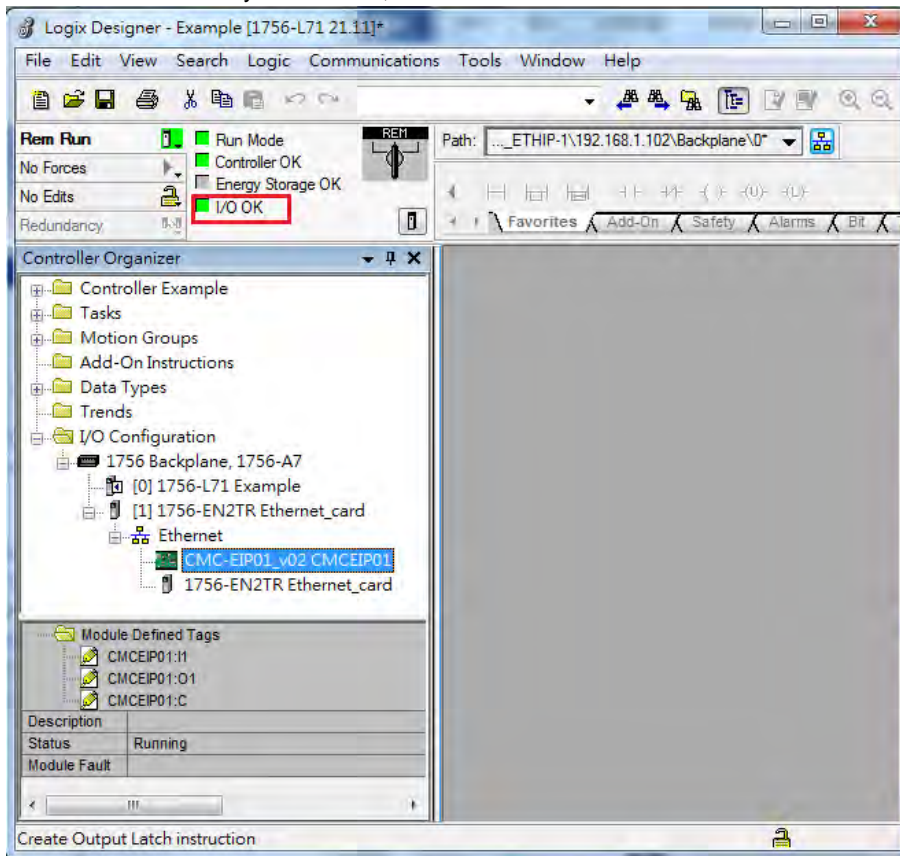 Logix Designer - Example [1756-L71 21.11]*
File Edit View Search Logic Communications Tools Window Help
Rem Run
Run Mode
REM
Path: ..._ETHIP-1\192.168.1.102\Backplane\0*
No Forces
Controller OK
Energy Storage OK
No Edits
I/O OK
Redundancy
Favorites Add-On Safety Alarms Bit
Controller Organizer
Controller Example
Tasks
Motion Groups
Add-On Instructions
Data Types
Trends
I/O Configuration
1756 Backplane, 1756-A7
[0] 1756-L71 Example
[1] 1756-EN2TR Ethernet_card
Ethernet
CMC-EIP01_v02 CMCEIP01
1756-EN2TR Ethernet_card
Module Defined Tags
CMCEIP01:I1
CMCEIP01:O1
CMCEIP01:C
Description
Status Running
Module Fault
Create Output Latch instruction